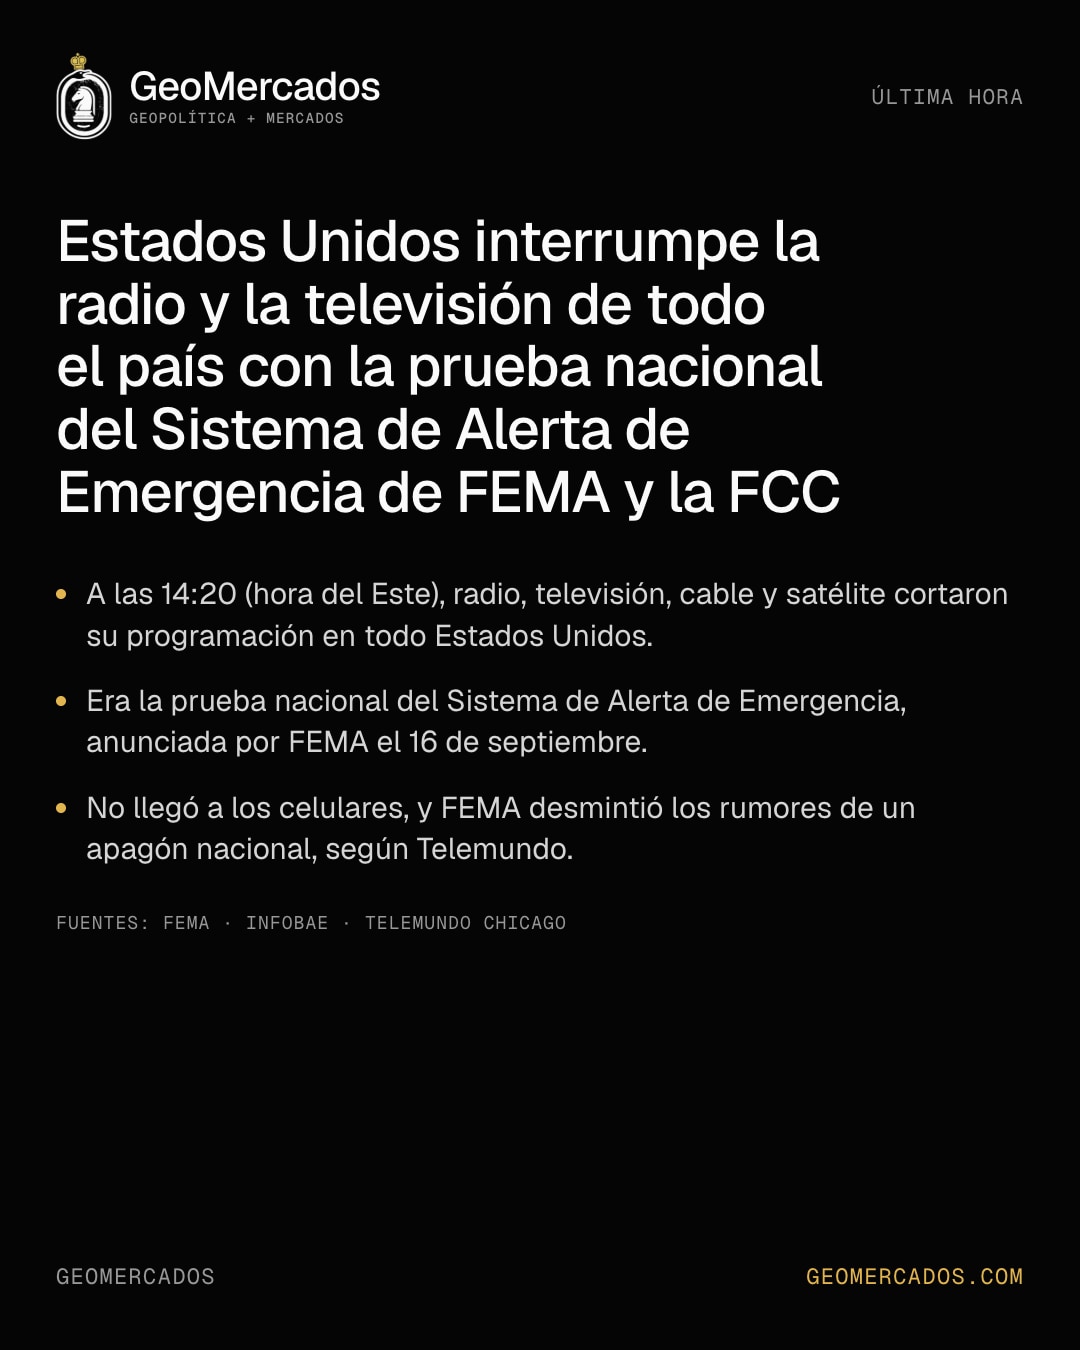 GeoMercados
GEOPOLÍTICA + MERCADOS
ÚLTIMA HORA
Estados Unidos interrumpe la
radio y la televisión de todo
el país con la prueba nacional
del Sistema de Alerta de
Emergencia de FEMA y la FCC
• A las 14:20 (hora del Este), radio, televisión, cable y satélite cortaron
su programación en todo Estados Unidos.
• Era la prueba nacional del Sistema de Alerta de Emergencia,
anunciada por FEMA el 16 de septiembre.
• No llegó a los celulares, y FEMA desmintió los rumores de un
apagón nacional, según Telemundo.
FUENTES: FEMA · INFOBAE · TELEMUNDO CHICAGO
GEOMERCADOS
GEOMERCADOS.COM